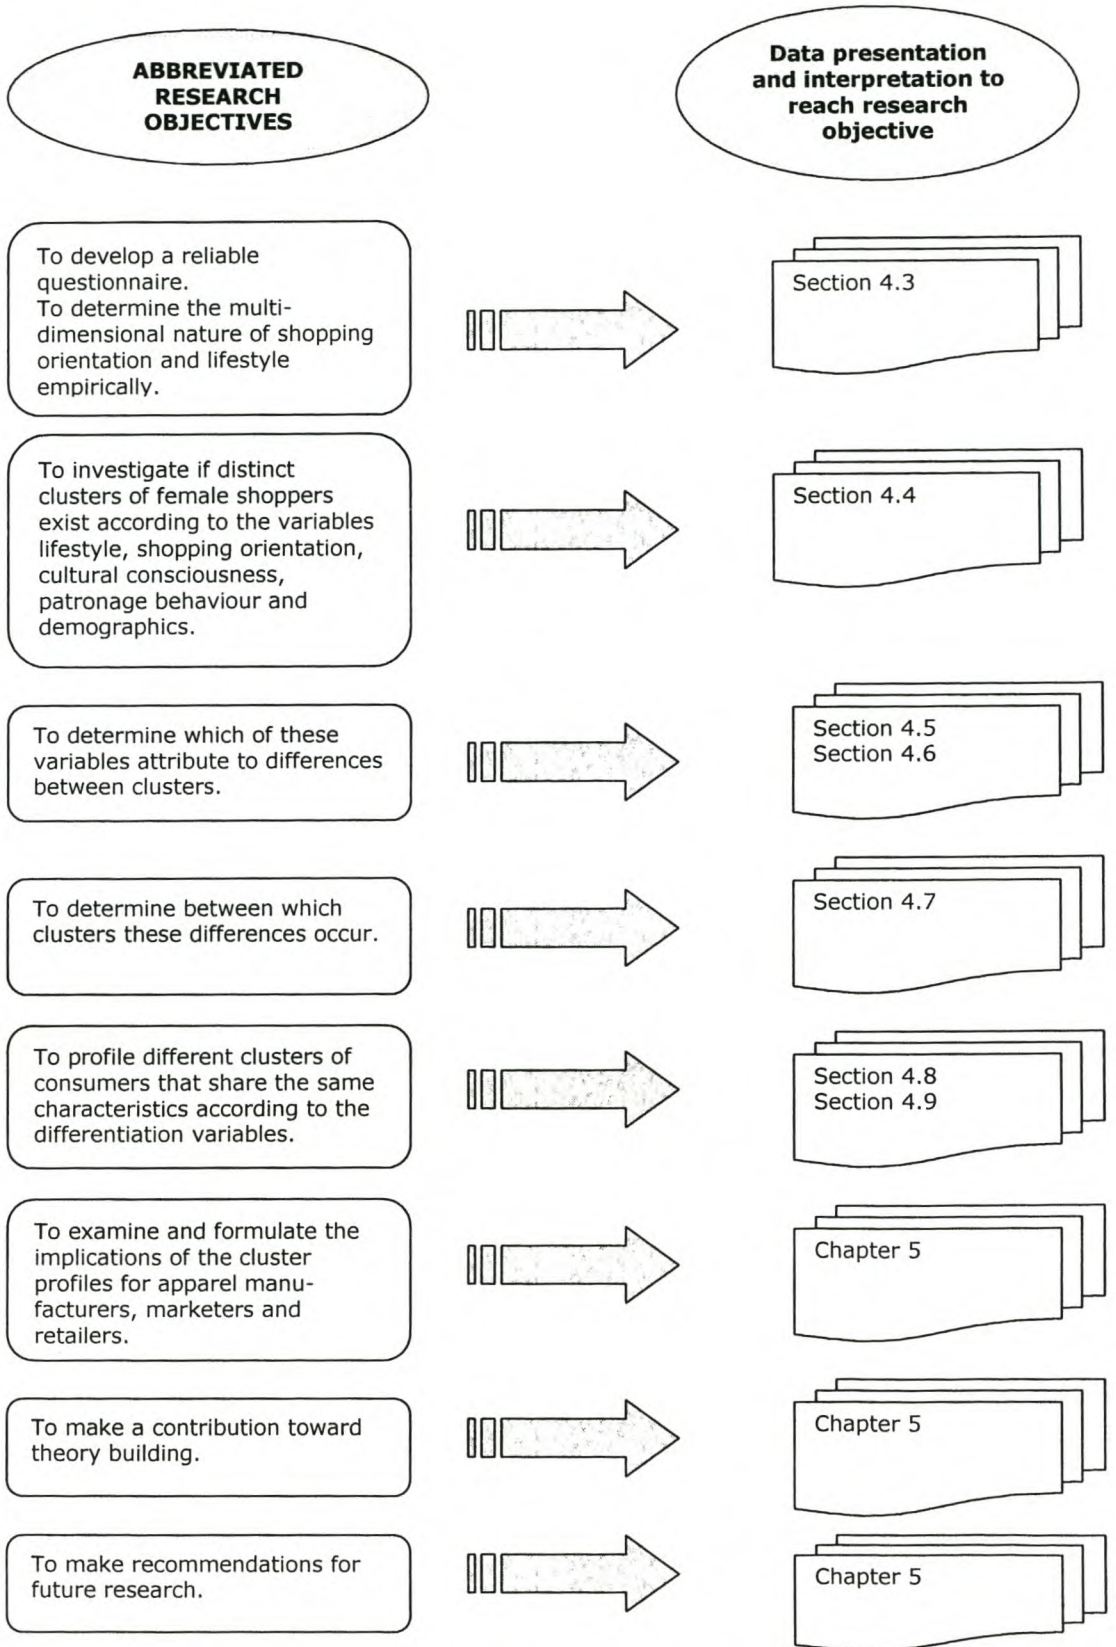 ABBREVIATED
RESEARCH
OBJECTIVES
Data presentation
and interpretation to
reach research
objective
To develop a reliable
questionnaire.
To determine the multi-
dimensional nature of shopping
orientation and lifestyle
empirically.
Section 4.3
To investigate if distinct
clusters of female shoppers
exist according to the variables
lifestyle, shopping orientation,
cultural consciousness,
patronage behaviour and
demographics.
Section 4.4
To determine which of these
variables attribute to differences
between clusters.
Section 4.5
Section 4.6
To determine between which
clusters these differences occur.
Section 4.7
To profile different clusters of
consumers that share the same
characteristics according to the
differentiation variables.
Section 4.8
Section 4.9
To examine and formulate the
implications of the cluster
profiles for apparel manu-
facturers, marketers and
retailers.
Chapter 5
To make a contribution toward
theory building.
Chapter 5
To make recommendations for
future research.
Chapter 5